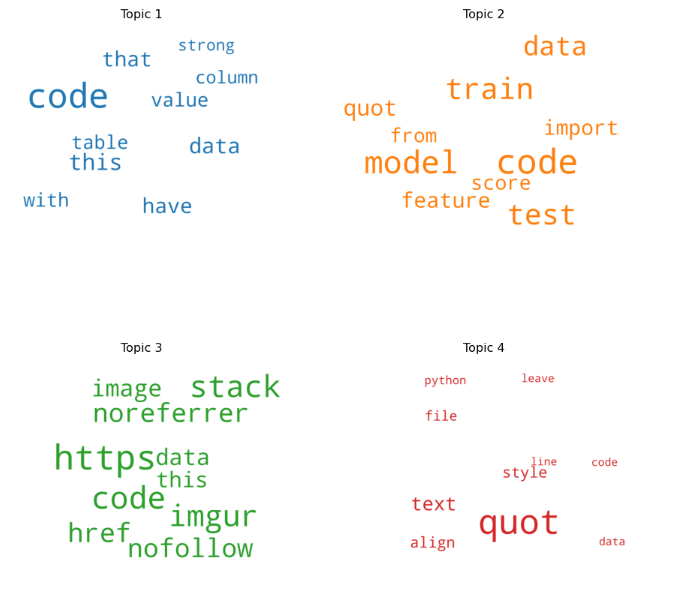 Topic 1
strong
that
column
code
value
table
data
this
with
have
Topic 2
data
train
quot
import
from
model
code
score
feature
test
Topic 3
image
stack
noreferrer
https
data
this
code
imgur
href
nofollow
Topic 4
python
leave
file
line
code
style
text
quot
align
data